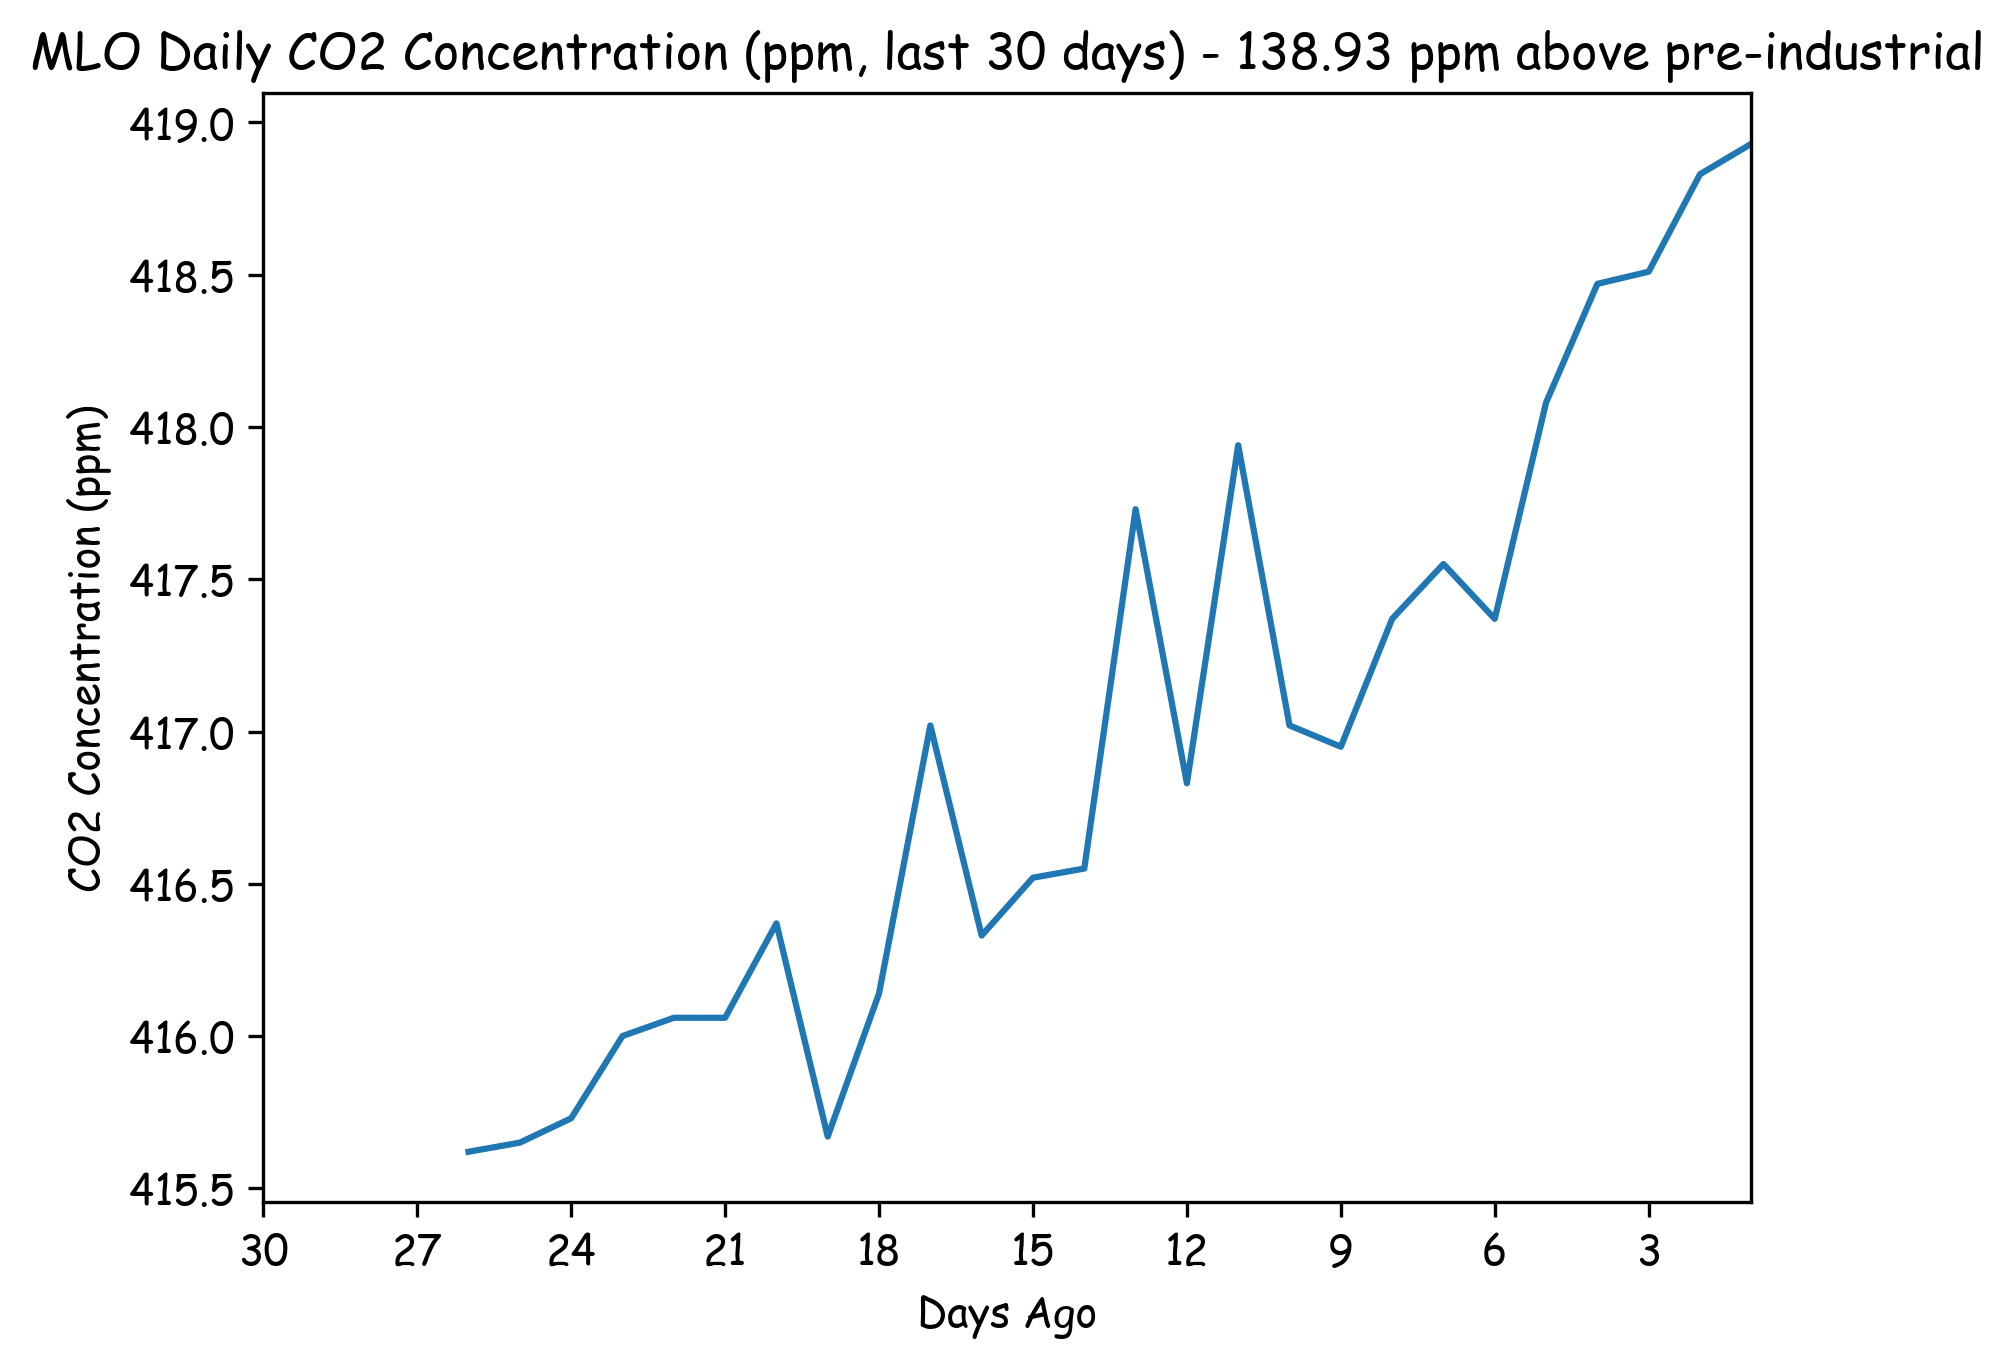 MLO Daily CO2 Concentration (ppm, last 30 days) - 138.93 ppm above pre-industrial
419.0
418.5
418.0
417.5
417.0
416.5
416.0
415.5
CO2 Concentration (ppm)
30 27 24 21 18 15 12 9 6 3
Days Ago